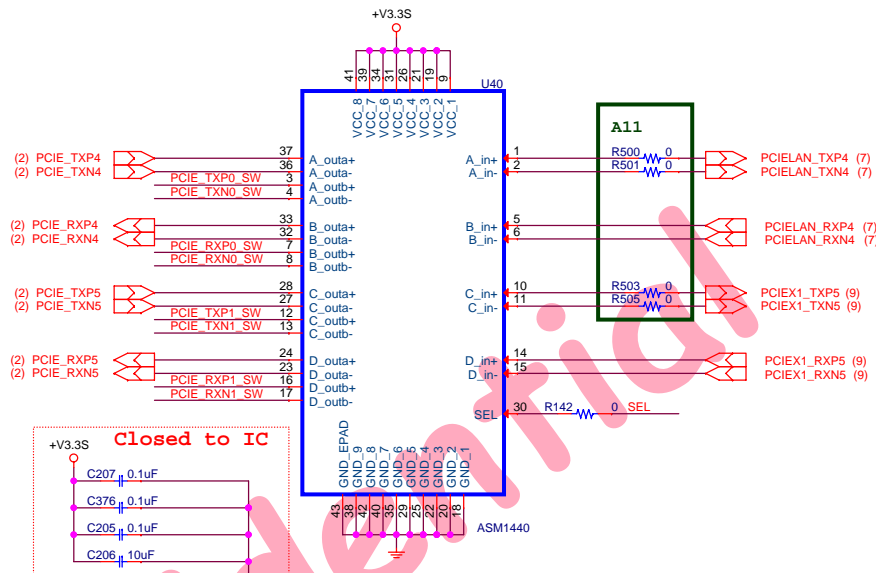 +V3.3S
41 39 34 31 26 21 19 9
U40
VCC_8 VCC_7 VCC_6 VCC_5 VCC_4 VCC_3 VCC_2 VCC_1
A11
(2) PCIE_TXP4 37 A_outa+ A_in+ 1 R500 0 PCIELAN_TXP4 (7)
(2) PCIE_TXN4 36 A_outa- A_in- 2 R501 0 PCIELAN_TXN4 (7)
PCIE_TXP0_SW 3 A_outb+
PCIE_TXN0_SW 4 A_outb-
(2) PCIE_RXP4 33 B_outa+ B_in+ 5 PCIELAN_RXP4 (7)
(2) PCIE_RXN4 32 B_outa- B_in- 6 PCIELAN_RXN4 (7)
PCIE_RXP0_SW 7 B_outb+
PCIE_RXN0_SW 8 B_outb-
(2) PCIE_TXP5 28 C_outa+ C_in+ 10 R503 0 PCIEX1_TXP5 (9)
(2) PCIE_TXN5 27 C_outa- C_in- 11 R505 0 PCIEX1_TXN5 (9)
PCIE_TXP1_SW 12 C_outb+
PCIE_TXN1_SW 13 C_outb-
(2) PCIE_RXP5 24 D_outa+ D_in+ 14 PCIEX1_RXP5 (9)
(2) PCIE_RXN5 23 D_outa- D_in- 15 PCIEX1_RXN5 (9)
PCIE_RXP1_SW 16 D_outb+
PCIE_RXN1_SW 17 D_outb-
SEL 30 R142 0 SEL
GND_EPAD GND_9 GND_8 GND_7 GND_6 GND_5 GND_4 GND_3 GND_2 GND_1
43 38 42 40 35 29 25 22 20 18
ASM1440
Closed to IC
+V3.3S
C207 0.1uF
C376 0.1uF
C205 0.1uF
C206 10uF
fidential